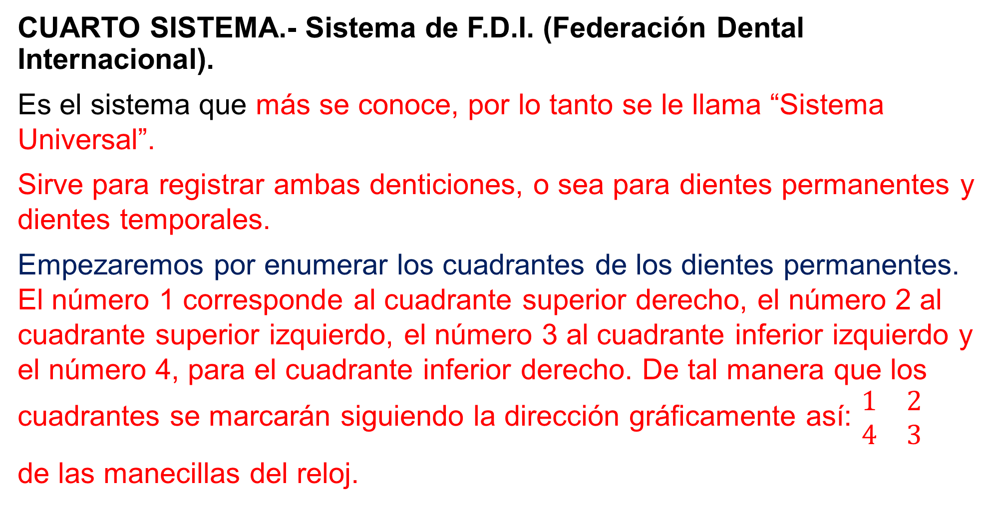 CUARTO SISTEMA.- Sistema de F.D.I. (Federación Dental
Internacional).
Es el sistema que más se conoce, por lo tanto se le llama “Sistema
Universal”.
Sirve para registrar ambas denticiones, o sea para dientes permanentes y
dientes temporales.
Empezaremos por enumerar los cuadrantes de los dientes permanentes.
El número 1 corresponde al cuadrante superior derecho, el número 2 al
cuadrante superior izquierdo, el número 3 al cuadrante inferior izquierdo y
el número 4, para el cuadrante inferior derecho. De tal manera que los
cuadrantes se marcarán siguiendo la dirección gráficamente así:
1 2
4 3
de las manecillas del reloj.